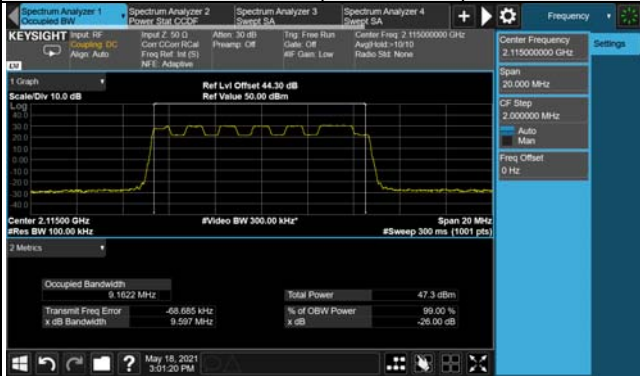 Spectrum Analyzer 1
Occupied BW
Spectrum Analyzer 2
Power Stat CCDF
Spectrum Analyzer 3
Swept SA
Spectrum Analyzer 4
Swept SA
Frequency
KEYSIGHT
Input: RF
Coupling: DC
Align: Auto
Input Z: 50 Ω
Corr CCorr RCal
Freq Ref: Int (S)
NFE: Adaptive
Atten: 30 dB
Preamp: Off
Trig: Free Run
Gate: Off
#IF Gain: Low
Center Freq: 2.115000000 GHz
Avg|Hold:>10/10
Radio Std: None
LXI
Center Frequency
2.115000000 GHz
Settings
Span
20.000 MHz
CF Step
2.000000 MHz
Auto
Man
Freq Offset
0 Hz
1 Graph
Scale/Div 10.0 dB
Ref Lvl Offset 44.30 dB
Ref Value 50.00 dBm
Log
40.0
30.0
20.0
10.0
0.00
-10.0
-20.0
-30.0
-40.0
Center 2.11500 GHz
#Res BW 100.00 kHz
#Video BW 300.00 kHz*
Span 20 MHz
#Sweep 300 ms (1001 pts)
2 Metrics
Occupied Bandwidth
9.1622 MHz
Total Power 47.3 dBm
Transmit Freq Error -68.685 kHz
% of OBW Power 99.00 %
x dB Bandwidth 9.597 MHz
x dB -26.00 dB
?
May 18, 2021
3:01:20 PM